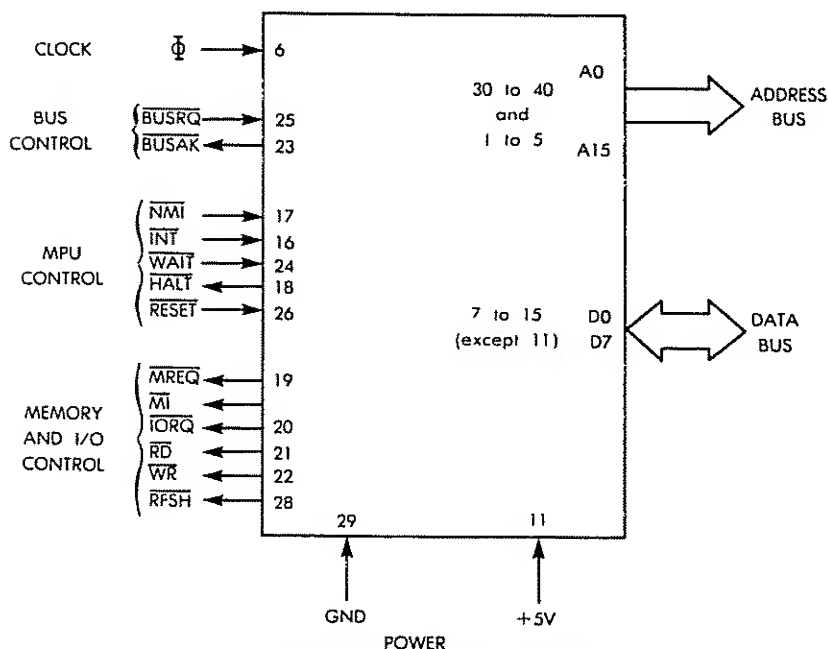 CLOCK Φ 6
BUS CONTROL
BUSRQ 25
BUSAK 23
MPU CONTROL
NMI 17
INT 16
WAIT 24
HALT 18
RESET 26
MEMORY AND I/O CONTROL
MREQ 19
MI
IORQ 20
RD 21
WR 22
RFSH 28
30 to 40
and
1 to 5
A0
A15
ADDRESS
BUS
7 to 15
(except 11)
D0
D7
DATA
BUS
29
11
GND
+5V
POWER